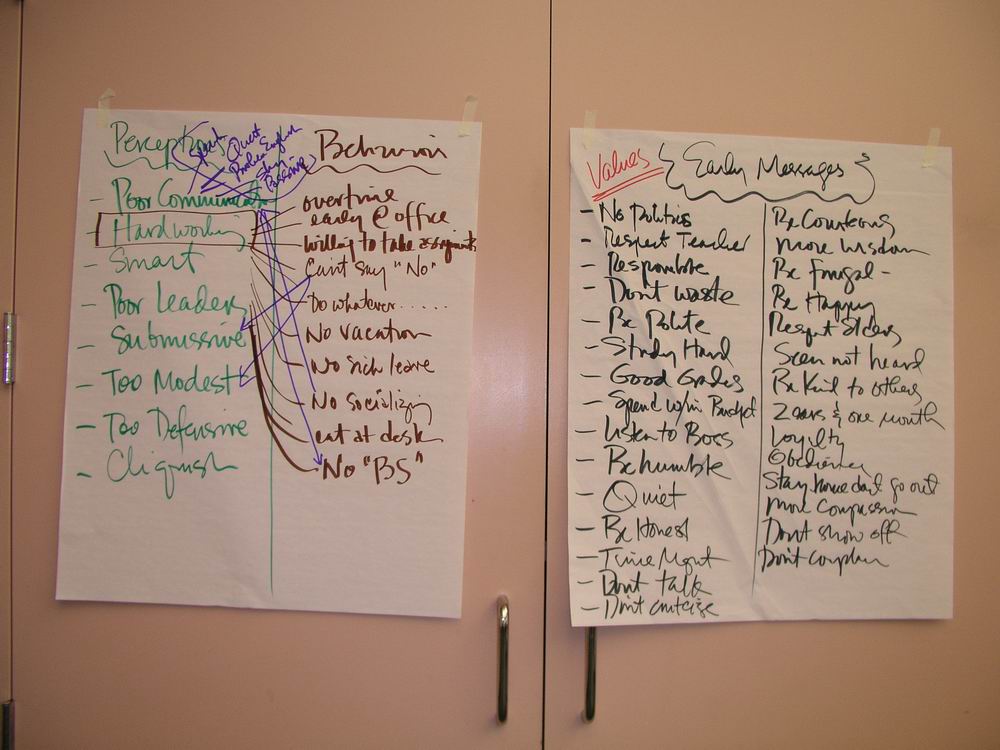 Perceptions
Quiet
Broken English
Shy
Passive
- Poor Communicat
- Hardworking
- Smart
- Poor Leader
- Submissive
- Too Modest
- Too Defensive
- Cliquish
Behavior
- overtime
- early @ office
- willing to take assignments
- Can't say "No"
- Do whatever......
- No vacation
- No sick leave
- No socializing
- eat at desk
- No "BS"
Values
Early Messages
- No Politics
- Respect Teacher
- Responsible
- Don't waste
- Be Polite
- Study Hard
- Good Grades
- Spend w/in Budget
- Listen to Boss
- Be humble
- Quiet
- Be Honest
- Time Mgmt
- Don't talk
- Don't criticize
Be Courteous
more wisdom
Be Frugal -
Be Happy
Respect Elders
Seen not heard
Be Kind to others
2 ears & one mouth
Loyalty
Obedience
Stay home don't go out
more Compassion
Don't show off
Don't complain